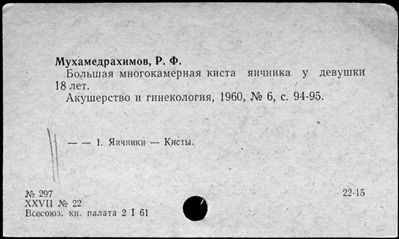 Мухамедрахимов, Р. Ф.
Большая многокамерная киста яичника у девушки
18 лет.
Акушерство и гинекология, 1960, № 6, с. 94-95.
— — 1. Яичники — Кисты.
№ 297
22-15
XXVII № 22
Всесоюз. кн. палата 2 I 61